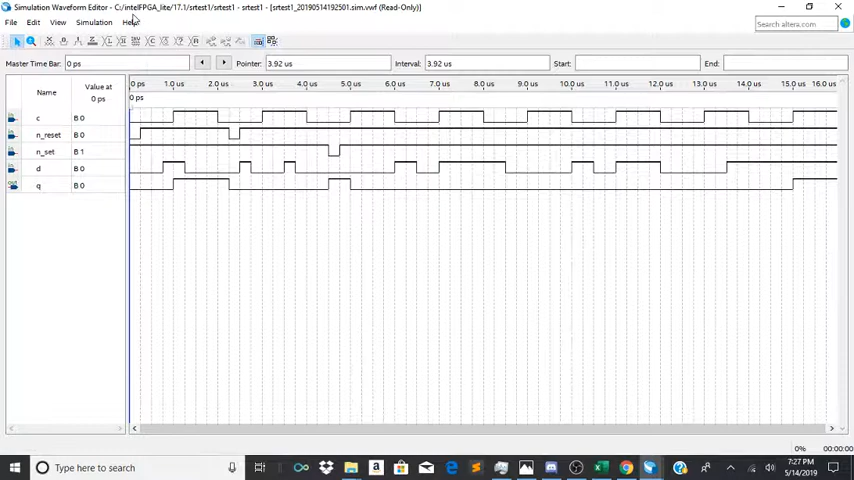 Simulation Waveform Editor - C:/intelFPGA_lite/17.1/srtest1/srtest1 - srtest1 - [srtest1_20190514192501.sim.vwf (Read-Only)]
File Edit View Simulation Help
Search altera.com
Master Time Bar: 0 ps Pointer: 3.92 us Interval: 3.92 us Start: End:
Name Value at 0 ps
0 ps 1.0 us 2.0 us 3.0 us 4.0 us 5.0 us 6.0 us 7.0 us 8.0 us 9.0 us 10.0 us 11.0 us 12.0 us 13.0 us 14.0 us 15.0 us 16.0 us
0 ps
c B 0
n_reset B 0
n_set B 1
d B 0
q B 0
0% 00:00:00
Type here to search
7:27 PM
5/14/2019